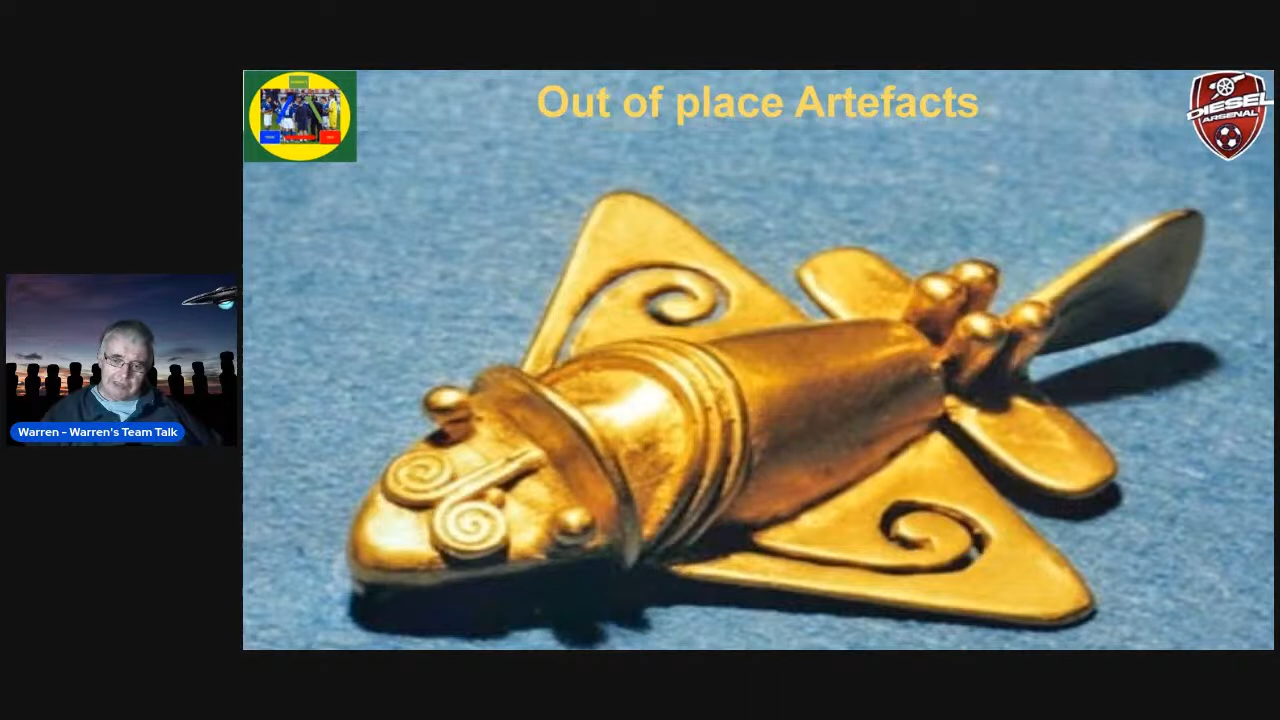 Out of place Artefacts
DIESEL
ARSENAL
Warren - Warren's Team Talk